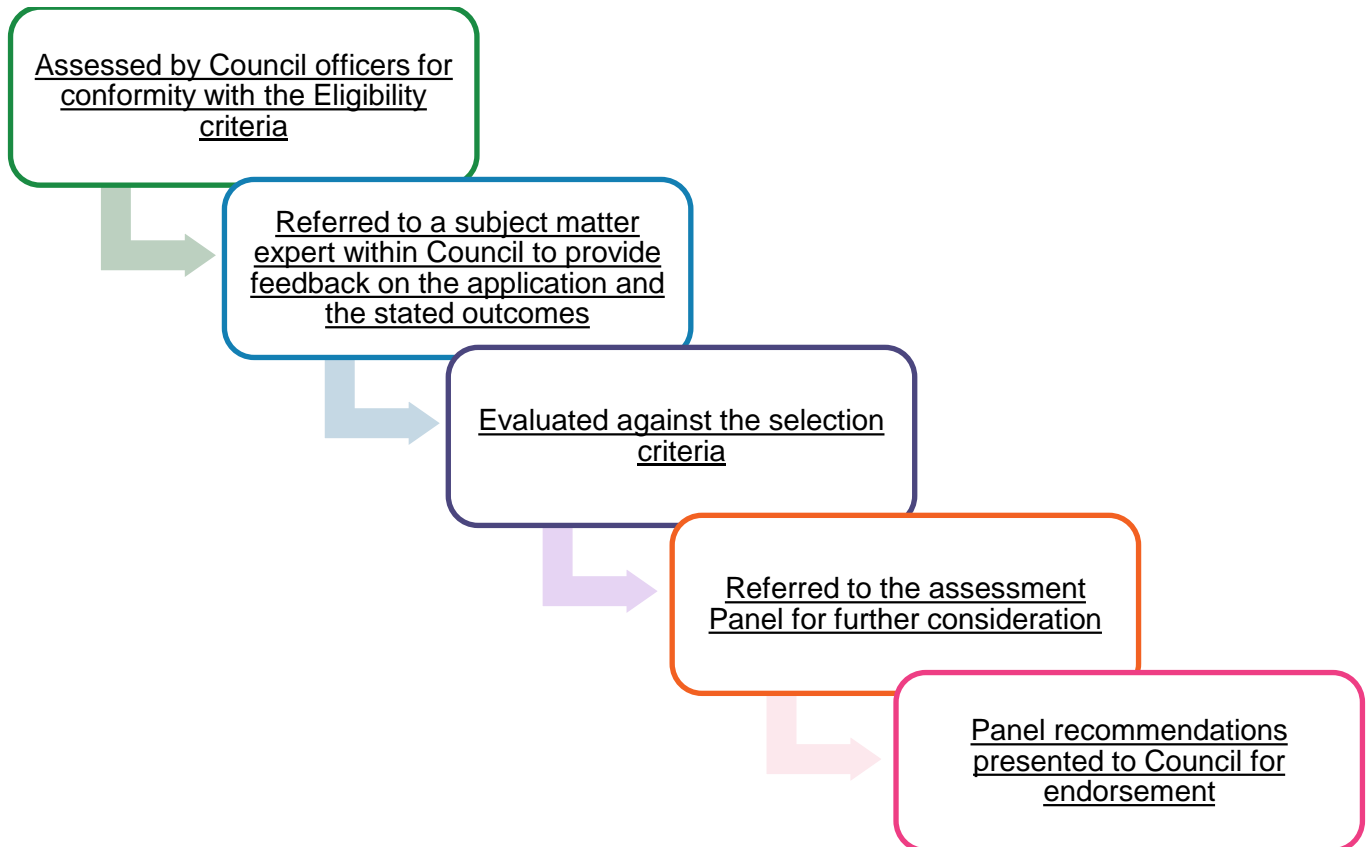 Assessed by Council officers for
conformity with the Eligibility
criteria
Referred to a subject matter
expert within Council to provide
feedback on the application and
the stated outcomes
Evaluated against the selection
criteria
Referred to the assessment
Panel for further consideration
Panel recommendations
presented to Council for
endorsement